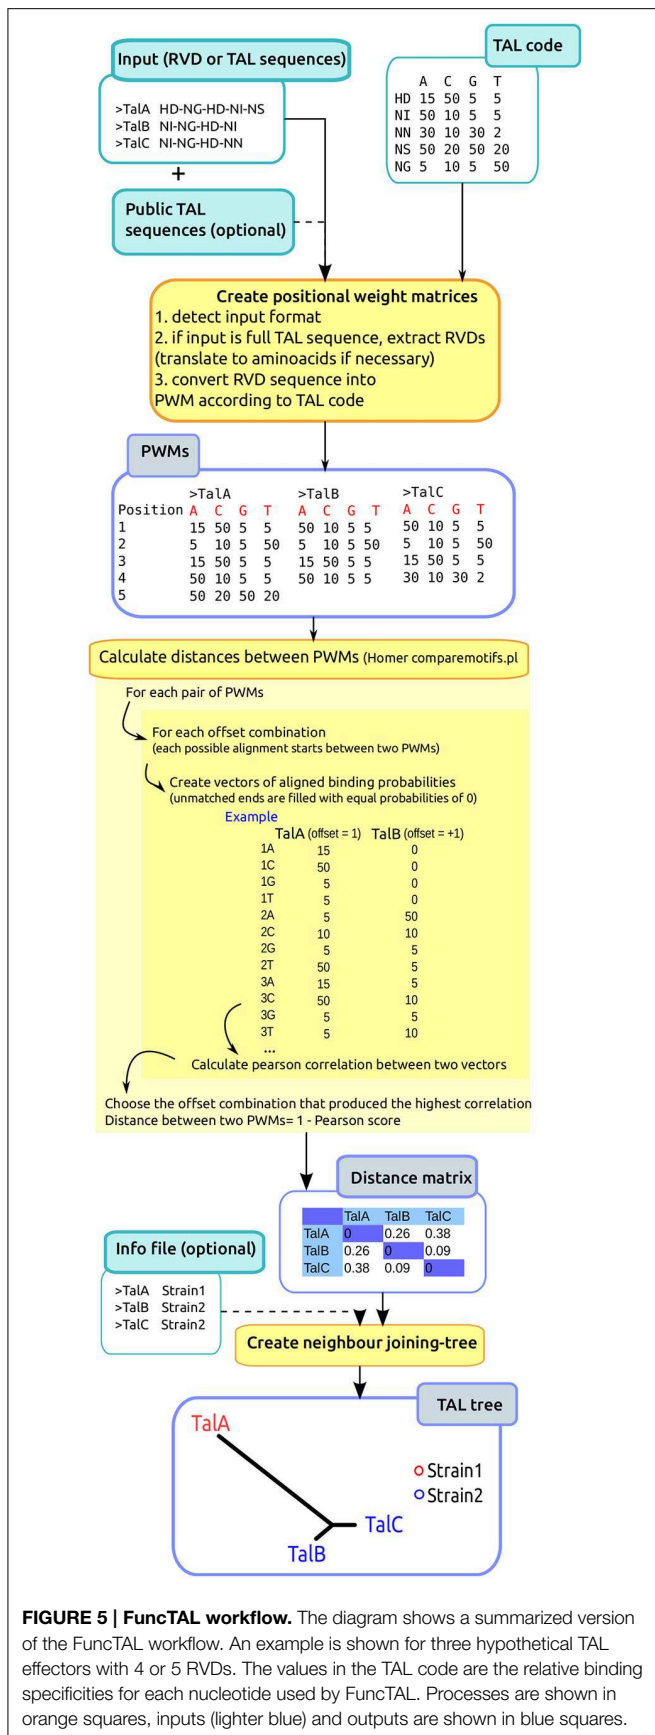 Input (RVD or TAL sequences)
>TalA HD-NG-HD-NI-NS
>TalB NI-NG-HD-NI
>TalC NI-NG-HD-NN
+
Public TAL
sequences (optional)
TAL code
A C G T
HD 15 50 5 5
NI 50 10 5 5
NN 30 10 30 2
NS 50 20 50 20
NG 5 10 5 50
Create positional weight matrices
1. detect input format
2. if input is full TAL sequence, extract RVDs
(translate to aminoacids if necessary)
3. convert RVD sequence into
PWM according to TAL code
PWMs
>TalA >TalB >TalC
Position A C G T A C G T A C G T
1 15 50 5 5 50 10 5 5 50 10 5 5
2 5 10 5 50 5 10 5 50 5 10 5 50
3 15 50 5 5 15 50 5 5 15 50 5 5
4 50 10 5 5 50 10 5 5 30 10 30 2
5 50 20 50 20
Calculate distances between PWMs (Homer comparemotifs.pl
For each pair of PWMs
For each offset combination
(each possible alignment starts between two PWMs)
Create vectors of aligned binding probabilities
(unmatched ends are filled with equal probabilities of 0)
Example
TalA (offset = 1) TalB (offset = +1)
1A 15 0
1C 50 0
1G 5 0
1T 5 0
2A 5 50
2C 10 10
2G 5 5
2T 50 5
3A 15 5
3C 50 10
3G 5 5
3T 5 10
...
Calculate pearson correlation between two vectors
Choose the offset combination that produced the highest correlation
Distance between two PWMs= 1 - Pearson score
Distance matrix
TalA TalB TalC
TalA 0 0.26 0.38
TalB 0.26 0 0.09
TalC 0.38 0.09 0
Info file (optional)
>TalA Strain1
>TalB Strain2
>TalC Strain2
Create neighbour joining-tree
TAL tree
TalA
Strain1
Strain2
TalC
TalB
FIGURE 5 | FuncTAL workflow. The diagram shows a summarized version
of the FuncTAL workflow. An example is shown for three hypothetical TAL
effectors with 4 or 5 RVDs. The values in the TAL code are the relative binding
specificities for each nucleotide used by FuncTAL. Processes are shown in
orange squares, inputs (lighter blue) and outputs are shown in blue squares.